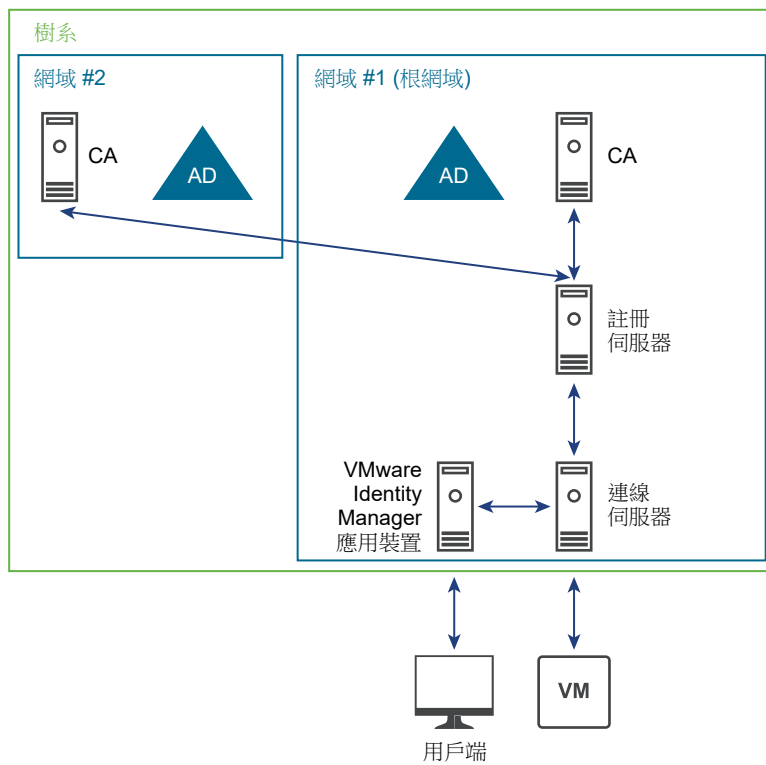 樹系
網域 #2
CA
AD
網域 #1 (根網域)
AD
CA
註冊
伺服器
VMware
Identity
Manager
應用裝置
連線
伺服器
用戶端
VM